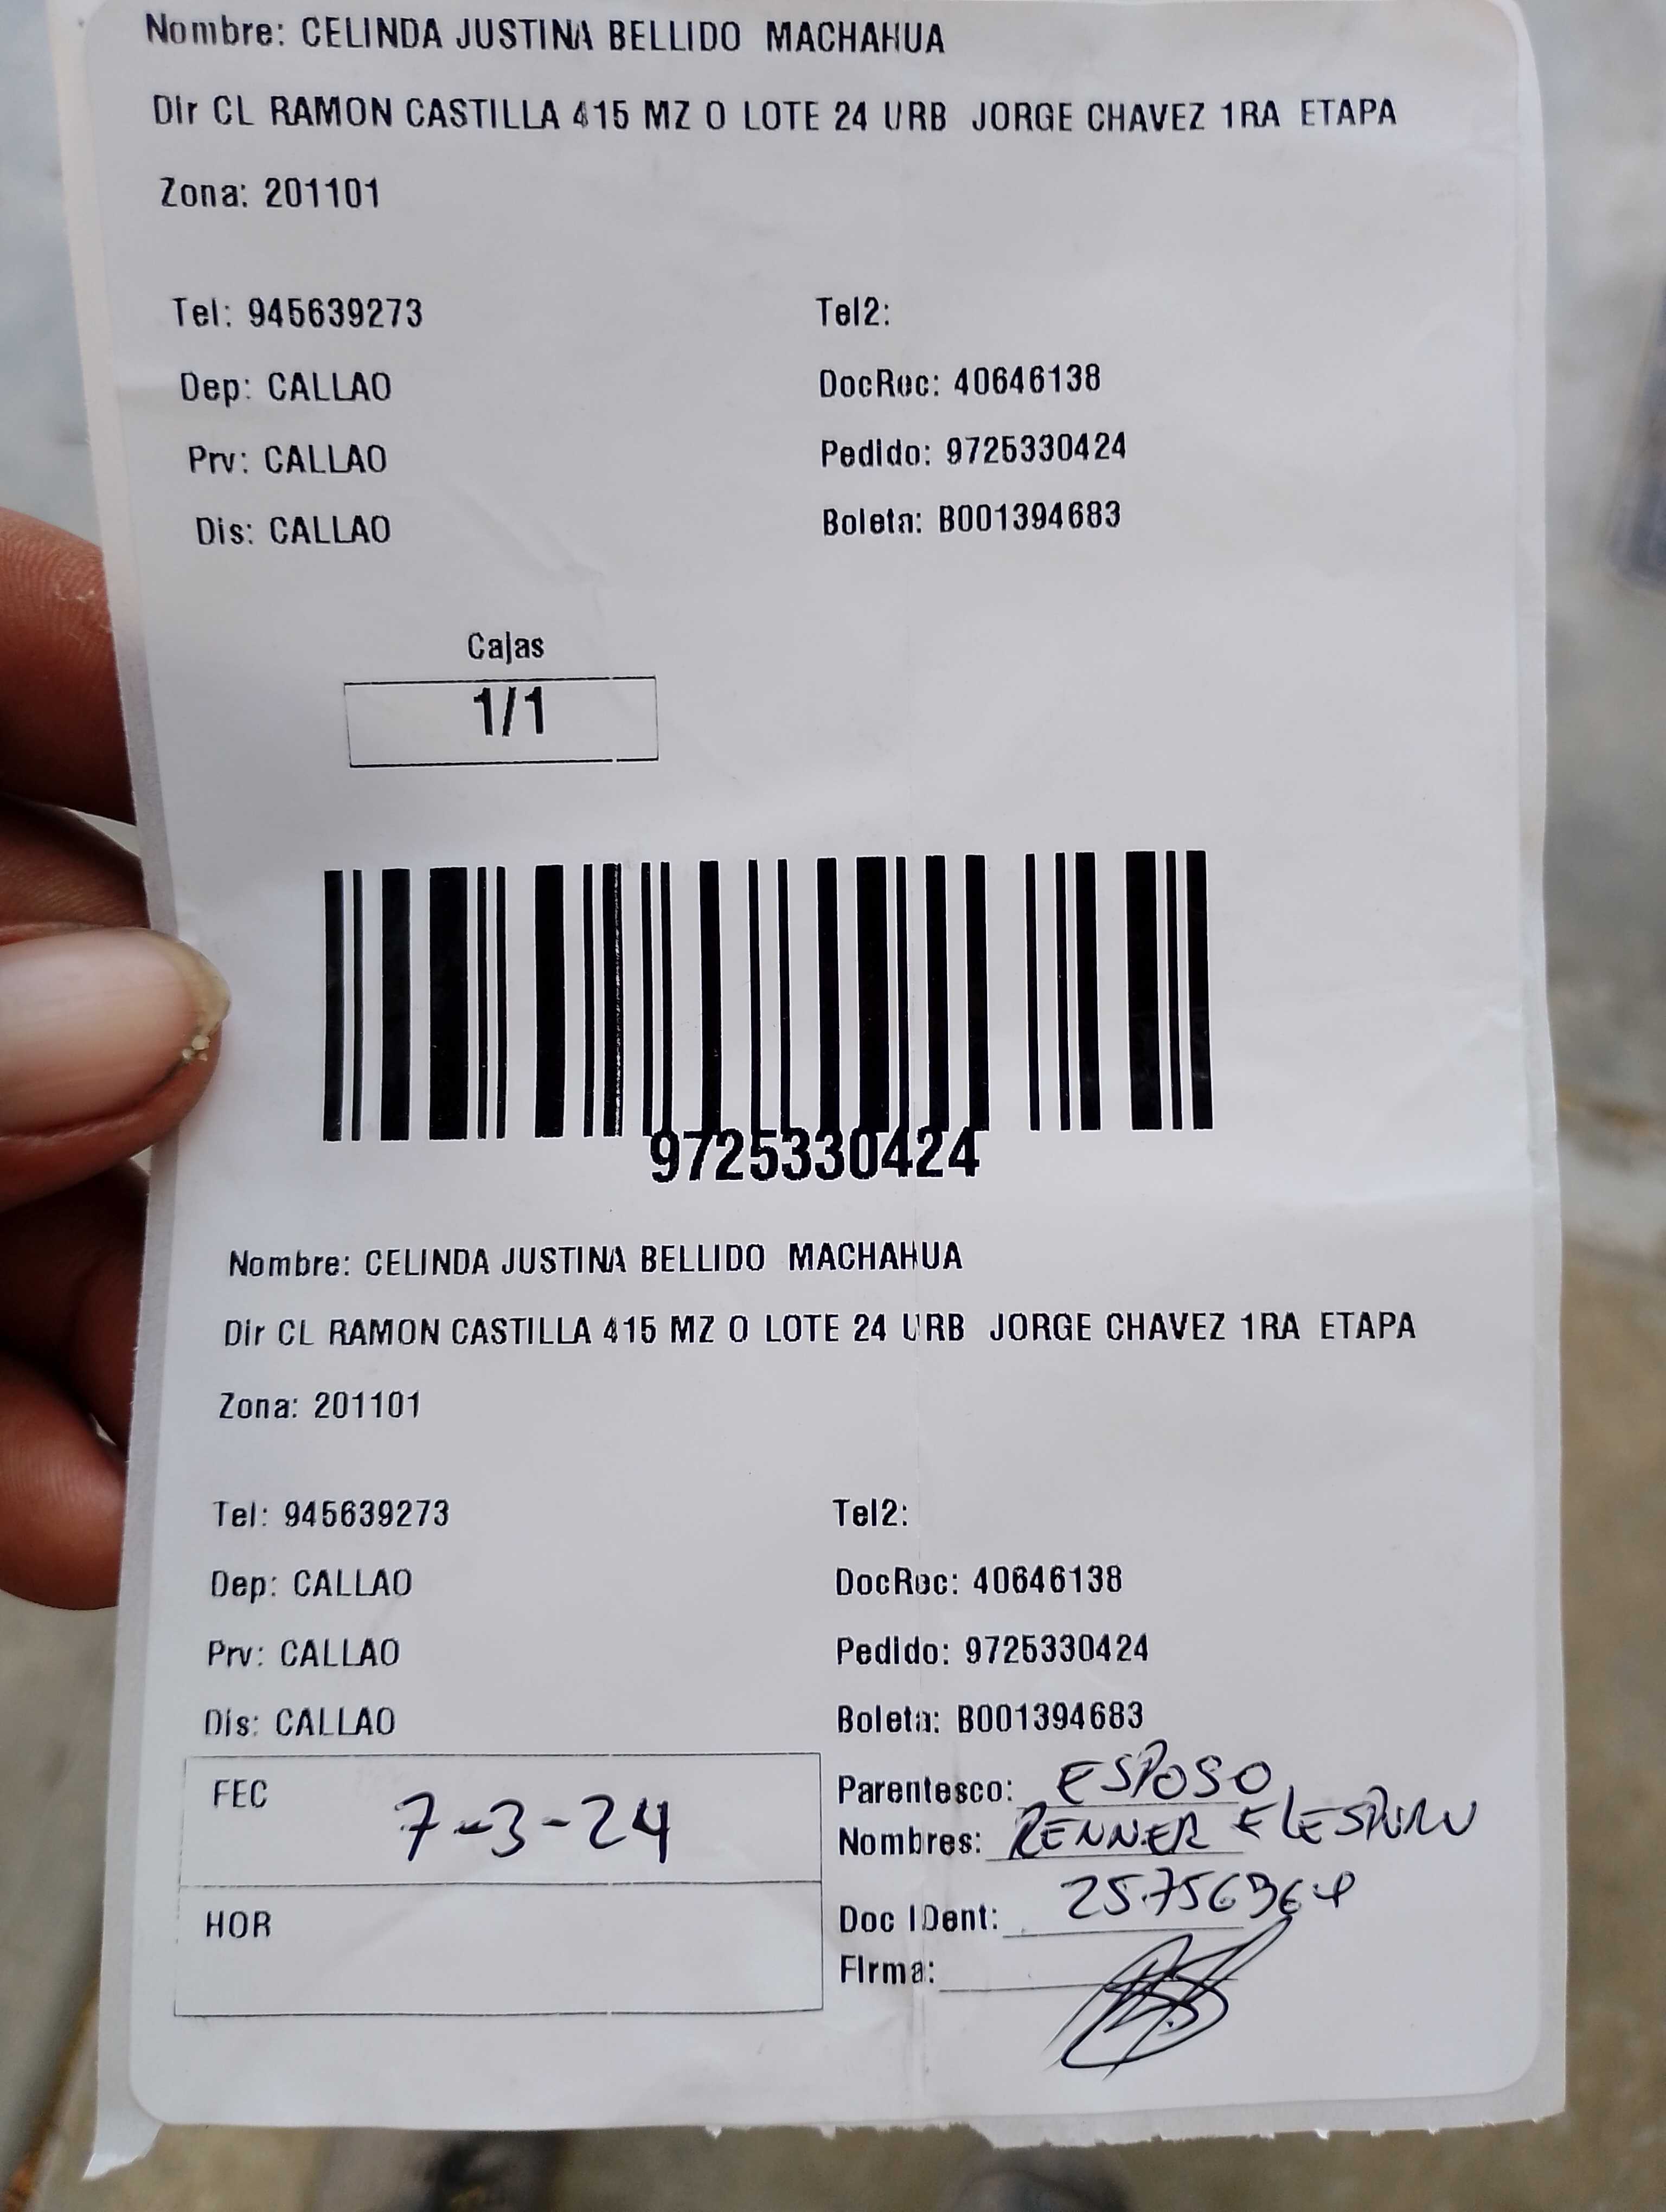 Nombre: CELINDA JUSTINA BELLIDO MACHAHUA
Dir CL RAMON CASTILLA 415 MZ O LOTE 24 URB JORGE CHAVEZ 1RA ETAPA
Zona: 201101
Tel: 945639273 Tel2:
Dep: CALLAO DocRec: 40646138
Prv: CALLAO Pedido: 9725330424
Dis: CALLAO Boleta: B001394683
Cajas
1/1
9725330424
Nombre: CELINDA JUSTINA BELLIDO MACHAHUA
Dir CL RAMON CASTILLA 415 MZ O LOTE 24 URB JORGE CHAVEZ 1RA ETAPA
Zona: 201101
Tel: 945639273 Tel2:
Dep: CALLAO DocRec: 40646138
Prv: CALLAO Pedido: 9725330424
Dis: CALLAO Boleta: B001394683
FEC 7-3-24
Parentesco: ESPOSO
Nombres: RENNER
HOR
Doc IDent:
Firma: